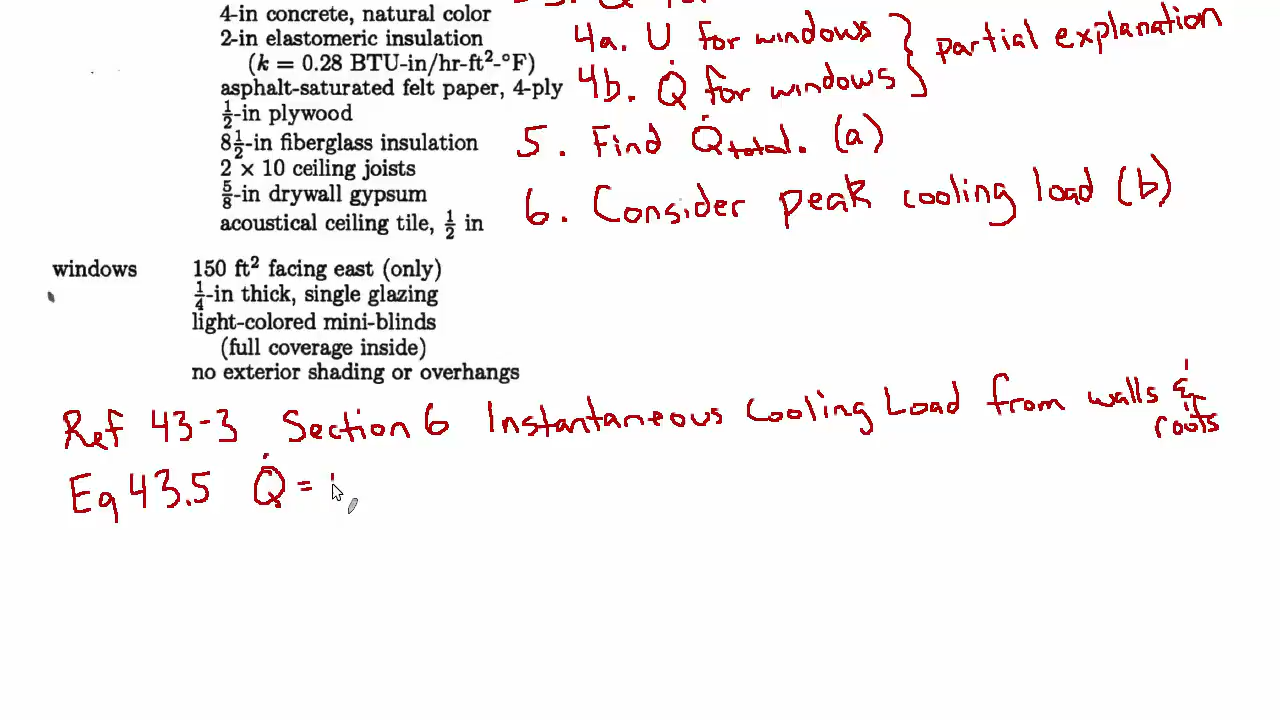 4-in concrete, natural color
2-in elastomeric insulation
(k = 0.28 BTU-in/hr-ft²-°F)
asphalt-saturated felt paper, 4-ply
½-in plywood
8½-in fiberglass insulation
2 × 10 ceiling joists
⅝-in drywall gypsum
acoustical ceiling tile, ½ in
windows 150 ft² facing east (only)
¼-in thick, single glazing
light-colored mini-blinds
(full coverage inside)
no exterior shading or overhangs
4a. U for windows
4b. Q̇ for windows
} partial explanation
5. Find Q̇total. (a)
6. Consider peak cooling load (b)
Ref 43-3 Section 6 Instantaneous Cooling Load from walls &
roofs
Eq 43.5 Q̇ =